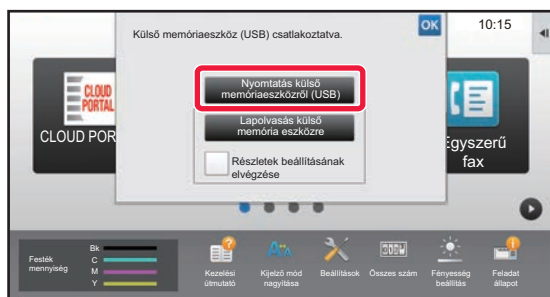 Külső memóriaeszköz (USB) csatlakoztatva.
OK
10:15
Nyomtatás külső
memóriaeszközről (USB)
Lapolvasás külső
memória eszközre
Részletek beállításának
elvégzése
CLOUD
PORTAL
CLOUD POR
Egyszerű
fax
Festék
mennyiség
Bk
C
M
Y
Kezelési
útmutató
Kijelző mód
nagyítása
Beállítások
Összes szám
Fényesség
beállítás
Feladat
állapot